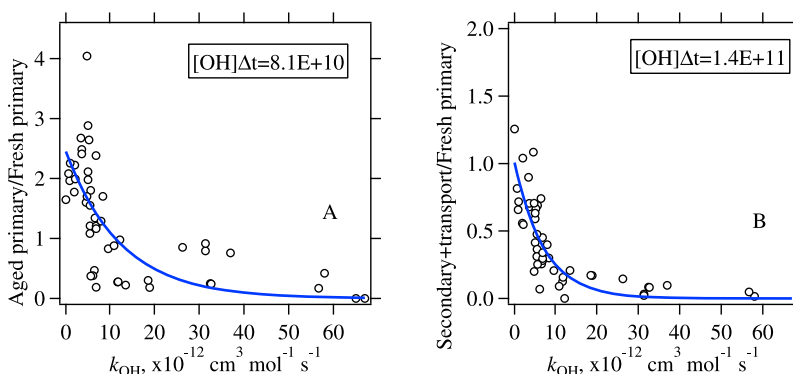 Aged primary/Fresh primary
4
3
2
1
0
[OH]Δt=8.1E+10
A
0 10 20 30 40 50 60
kOH, x10⁻¹² cm³ mol⁻¹ s⁻¹
Secondary+transport/Fresh primary
2.0
1.5
1.0
0.5
0.0
[OH]Δt=1.4E+11
B
0 10 20 30 40 50 60
kOH, x10⁻¹² cm³ mol⁻¹ s⁻¹